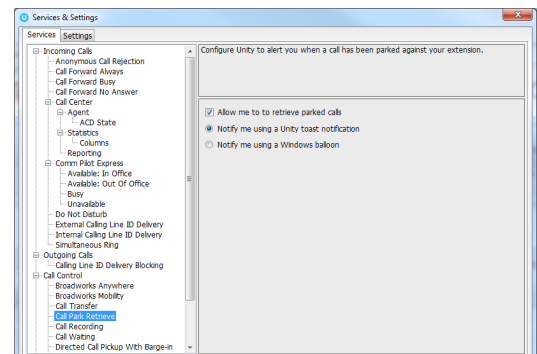 Services & Settings
Services Settings
Incoming Calls
Anonymous Call Rejection
Call Forward Always
Call Forward Busy
Call Forward No Answer
Call Center
Agent
ACD State
Statistics
Columns
Reporting
Comm Pilot Express
Available: In Office
Available: Out Of Office
Busy
Unavailable
Do Not Disturb
External Calling Line ID Delivery
Internal Calling Line ID Delivery
Simultaneous Ring
Outgoing Calls
Calling Line ID Delivery Blocking
Call Control
Broadworks Anywhere
Broadworks Mobility
Call Transfer
Call Park Retrieve
Call Recording
Call Waiting
Directed Call Pickup With Barge-in
Configure Unity to alert you when a call has been parked against your extension.
Allow me to to retrieve parked calls
Notify me using a Unity toast notification
Notify me using a Windows balloon